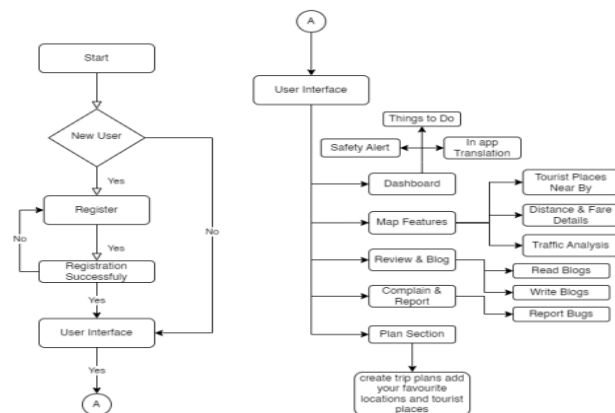 Start
New User
Yes
Register
No
Yes
No
Registration
Successfuly
Yes
User Interface
Yes
A
A
User Interface
Things to Do
Safety Alert
In app
Translation
Dashboard
Tourist Places
Near By
Map Features
Distance & Fare
Details
Traffic Analysis
Review & Blog
Read Blogs
Complain &
Report
Write Blogs
Report Bugs
Plan Section
create trip plans add
your favourite
locations and tourist
places